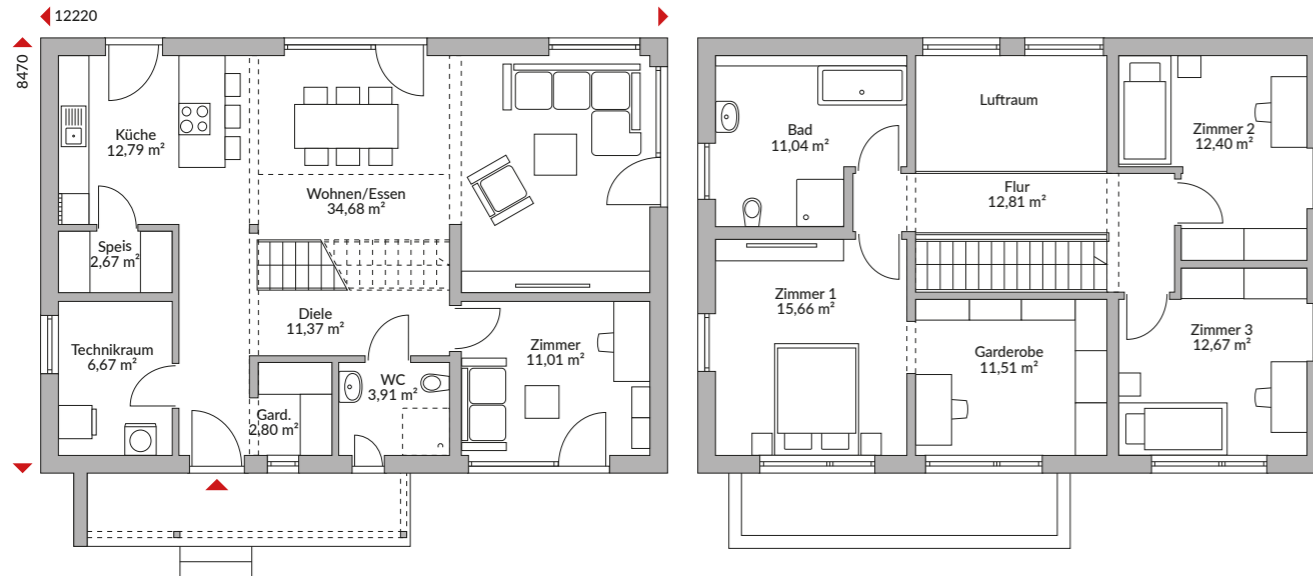 12220
8470
Küche
12,79 m²
Wohnen/Essen
34,68 m²
Speis
2,67 m²
Diele
11,37 m²
Technikraum
6,67 m²
Zimmer
11,01 m²
WC
3,91 m²
Gard.
2,80 m²
Luftraum
Bad
11,04 m²
Zimmer 2
12,40 m²
Flur
12,81 m²
Zimmer 1
15,66 m²
Garderobe
11,51 m²
Zimmer 3
12,67 m²